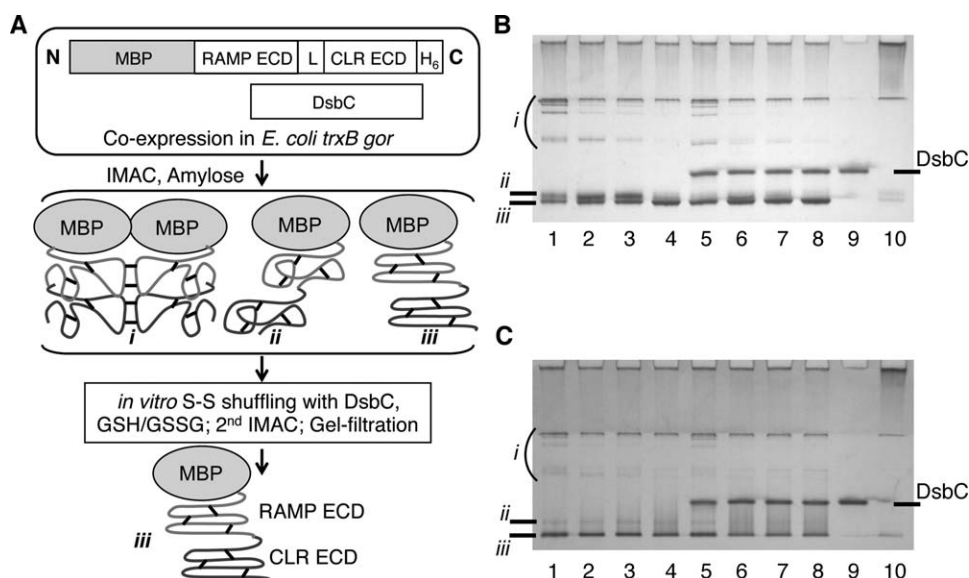 A
N
MBP
RAMP ECD
L
CLR ECD
H6
C
DsbC
Co-expression in E. coli trxB gor
IMAC, Amylose
MBP
MBP
MBP
MBP
i
ii
iii
in vitro S-S shuffling with DsbC,
GSH/GSSG; 2nd IMAC; Gel-filtration
MBP
RAMP ECD
iii
CLR ECD
B
i
DsbC
ii
iii
1 2 3 4 5 6 7 8 9 10
C
i
DsbC
ii
iii
1 2 3 4 5 6 7 8 9 10